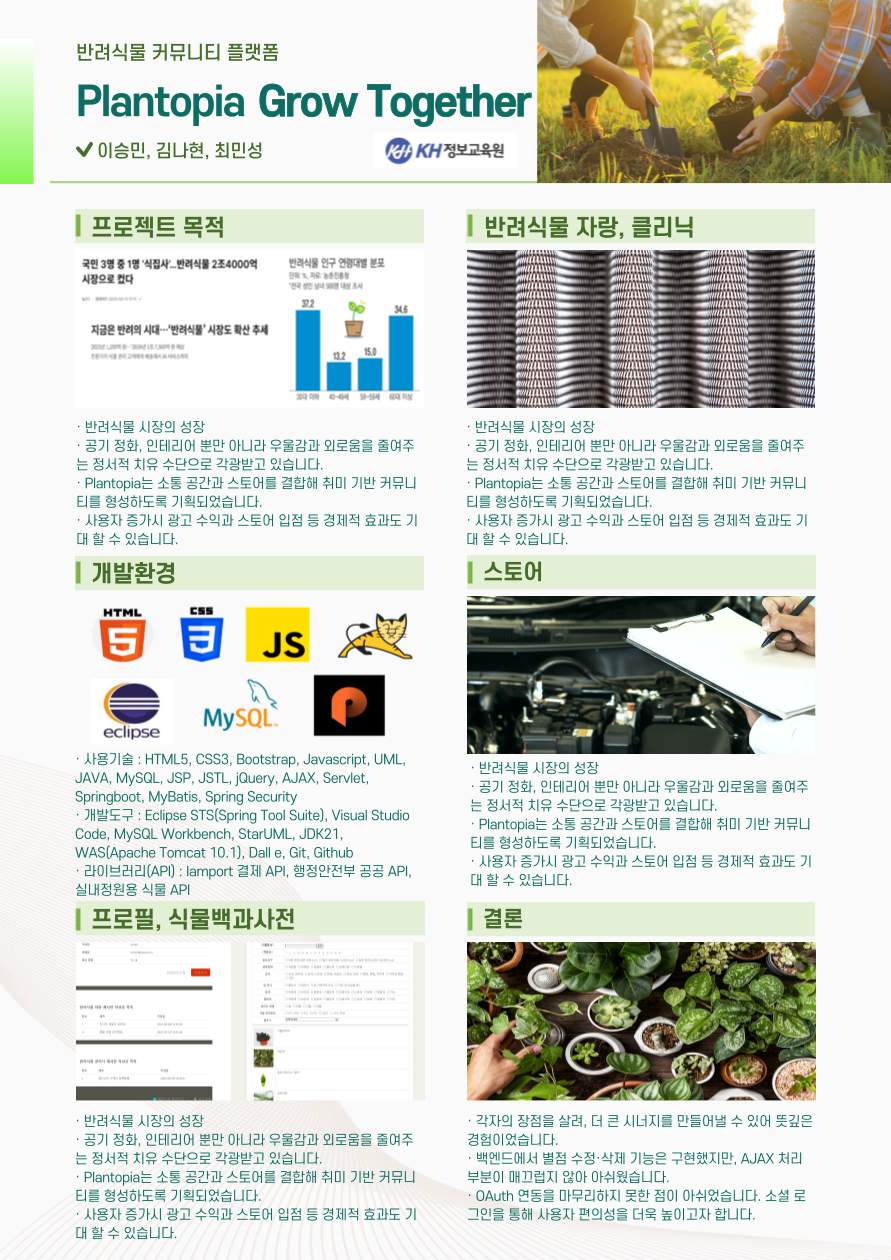 반려식물 커뮤니티 플랫폼
Plantopia Grow Together
이승민, 김나현, 최민성
KH KH정보교육원
프로젝트 목적
국민 3명 중 1명 '식집사'...반려식물 2조4000억
시장으로 컸다
지금은 반려의 시대…'반려식물' 시장도 확산 추세
반려식물 인구 연령대별 분포
단위: %, 자료: 농촌진흥청
37.2
13.2
15.0
34.6
30대 이하 40~49세 50~59세 60대 이상
· 반려식물 시장의 성장
· 공기 정화, 인테리어 뿐만 아니라 우울감과 외로움을 줄여주
는 정서적 치유 수단으로 각광받고 있습니다.
· Plantopia는 소통 공간과 스토어를 결합해 취미 기반 커뮤니
티를 형성하도록 기획되었습니다.
· 사용자 증가시 광고 수익과 스토어 입점 등 경제적 효과도 기
대 할 수 있습니다.
개발환경
HTML
5
CSS
3
JS
eclipse
MySQL
· 사용기술 : HTML5, CSS3, Bootstrap, Javascript, UML,
JAVA, MySQL, JSP, JSTL, jQuery, AJAX, Servlet,
Springboot, MyBatis, Spring Security
· 개발도구 : Eclipse STS(Spring Tool Suite), Visual Studio
Code, MySQL Workbench, StarUML, JDK21,
WAS(Apache Tomcat 10.1), Dall e, Git, Github
· 라이브러리(API) : Iamport 결제 API, 행정안전부 공공 API,
실내정원용 식물 API
프로필, 식물백과사전
· 반려식물 시장의 성장
· 공기 정화, 인테리어 뿐만 아니라 우울감과 외로움을 줄여주
는 정서적 치유 수단으로 각광받고 있습니다.
· Plantopia는 소통 공간과 스토어를 결합해 취미 기반 커뮤니
티를 형성하도록 기획되었습니다.
· 사용자 증가시 광고 수익과 스토어 입점 등 경제적 효과도 기
대 할 수 있습니다.
반려식물 자랑, 클리닉
· 반려식물 시장의 성장
· 공기 정화, 인테리어 뿐만 아니라 우울감과 외로움을 줄여주
는 정서적 치유 수단으로 각광받고 있습니다.
· Plantopia는 소통 공간과 스토어를 결합해 취미 기반 커뮤니
티를 형성하도록 기획되었습니다.
· 사용자 증가시 광고 수익과 스토어 입점 등 경제적 효과도 기
대 할 수 있습니다.
스토어
· 반려식물 시장의 성장
· 공기 정화, 인테리어 뿐만 아니라 우울감과 외로움을 줄여주
는 정서적 치유 수단으로 각광받고 있습니다.
· Plantopia는 소통 공간과 스토어를 결합해 취미 기반 커뮤니
티를 형성하도록 기획되었습니다.
· 사용자 증가시 광고 수익과 스토어 입점 등 경제적 효과도 기
대 할 수 있습니다.
결론
· 각자의 장점을 살려, 더 큰 시너지를 만들어낼 수 있어 뜻깊은
경험이었습니다.
· 백엔드에서 별점 수정·삭제 기능은 구현했지만, AJAX 처리
부분이 매끄럽지 않아 아쉬웠습니다.
· OAuth 연동을 마무리하지 못한 점이 아쉬었습니다. 소셜 로
그인을 통해 사용자 편의성을 더욱 높이고자 합니다.